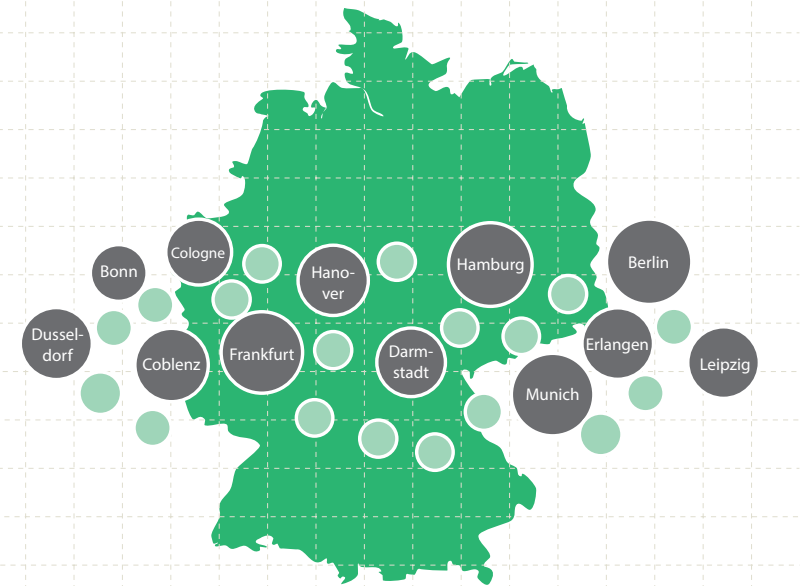 Cologne
Bonn
Hano-
ver
Hamburg
Berlin
Dussel-
dorf
Coblenz
Frankfurt
Darm-
stadt
Erlangen
Leipzig
Munich